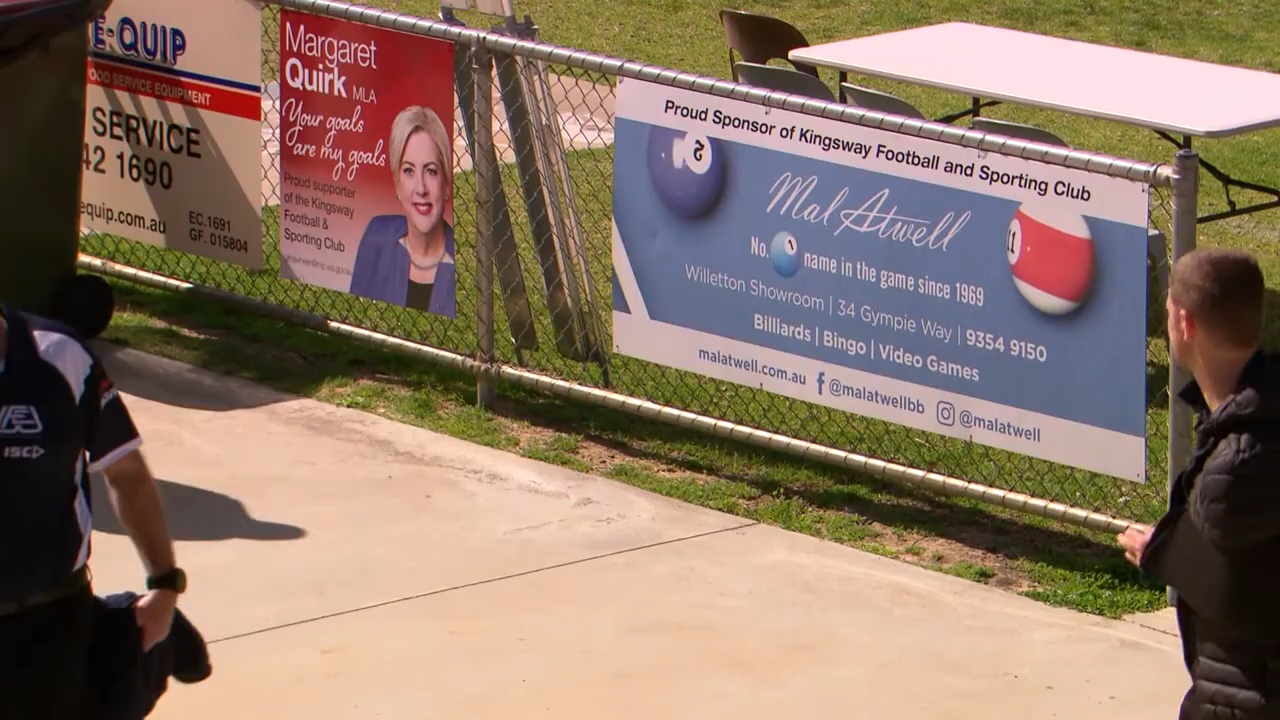 E-QUIP
OOD SERVICE EQUIPMENT
SERVICE
42 1690
equip.com.au
EC.1691
GF. 015804
Margaret
Quirk MLA
Your goals
are my goals
Proud supporter
of the Kingsway
Football &
Sporting Club
Proud Sponsor of Kingsway Football and Sporting Club
2
Mal Atwell
11
No. 1 name in the game since 1969
Willetton Showroom | 34 Gympie Way | 9354 9150
Billiards | Bingo | Video Games
malatwell.com.au f @malatwellbb @malatwell
ISC